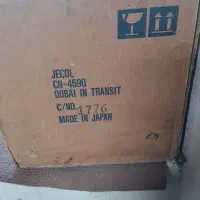 JECOL
CN-4590
DUBAI IN TRANSIT
C/NO. 1776
MADE IN JAPAN